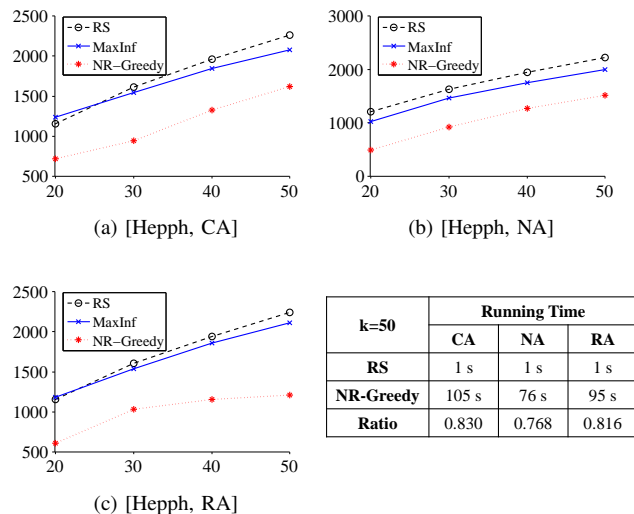 2500
2000
1500
1000
500
20
30
40
50
RS
MaxInf
NR−Greedy
(a) [Hepph, CA]
3000
2000
1000
0
20
30
40
50
RS
MaxInf
NR−Greedy
(b) [Hepph, NA]
2500
2000
1500
1000
500
20
30
40
50
RS
MaxInf
NR−Greedy
(c) [Hepph, RA]
k=50 Running Time
CA NA RA
RS 1 s 1 s 1 s
NR-Greedy 105 s 76 s 95 s
Ratio 0.830 0.768 0.816